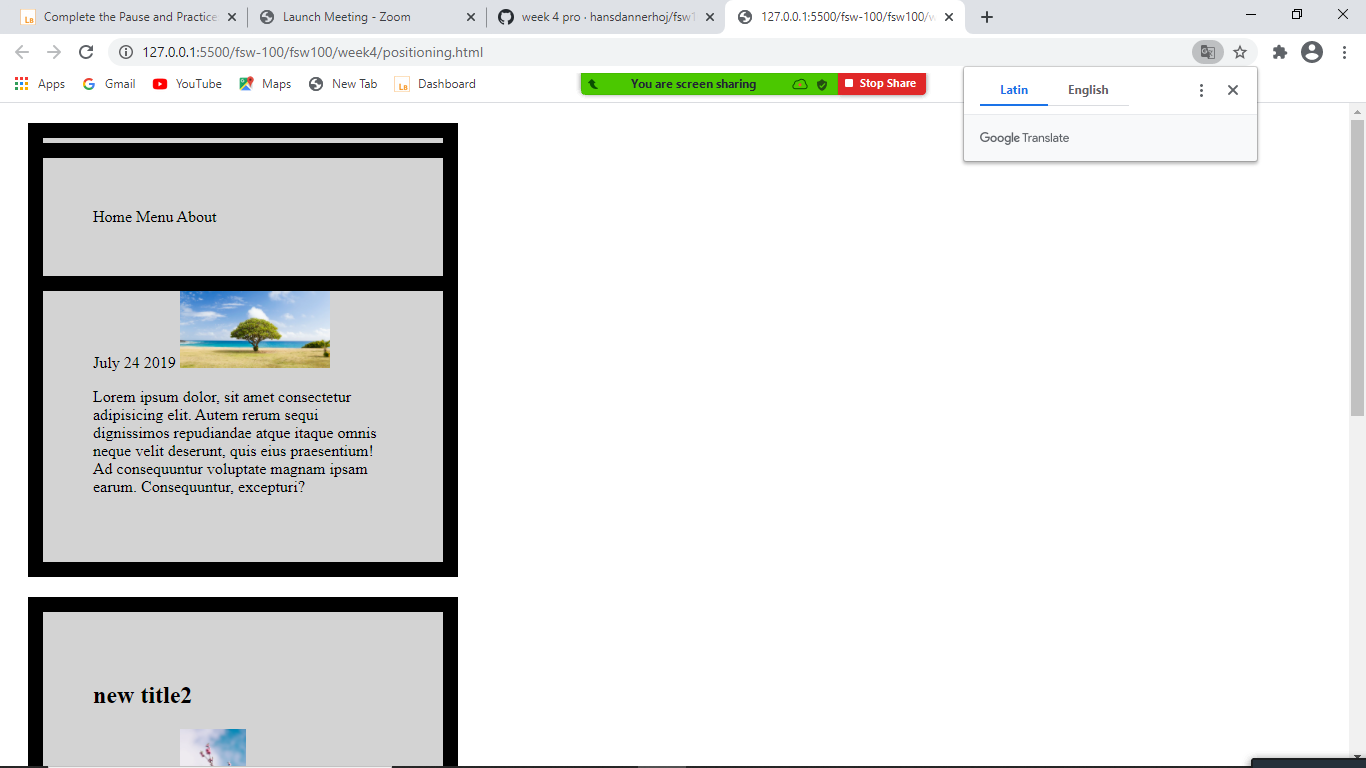 Complete the Pause and Practice
Launch Meeting - Zoom
week 4 pro · hansdannerhoj/fsw1
127.0.0.1:5500/fsw-100/fsw100/w
127.0.0.1:5500/fsw-100/fsw100/week4/positioning.html
Apps
Gmail
YouTube
Maps
New Tab
Dashboard
You are screen sharing
Stop Share
Latin
English
Google Translate
Home Menu About
July 24 2019
Lorem ipsum dolor, sit amet consectetur
adipisicing elit. Autem rerum sequi
dignissimos repudiandae atque itaque omnis
neque velit deserunt, quis eius praesentium!
Ad consequuntur voluptate magnam ipsam
earum. Consequuntur, excepturi?
new title2